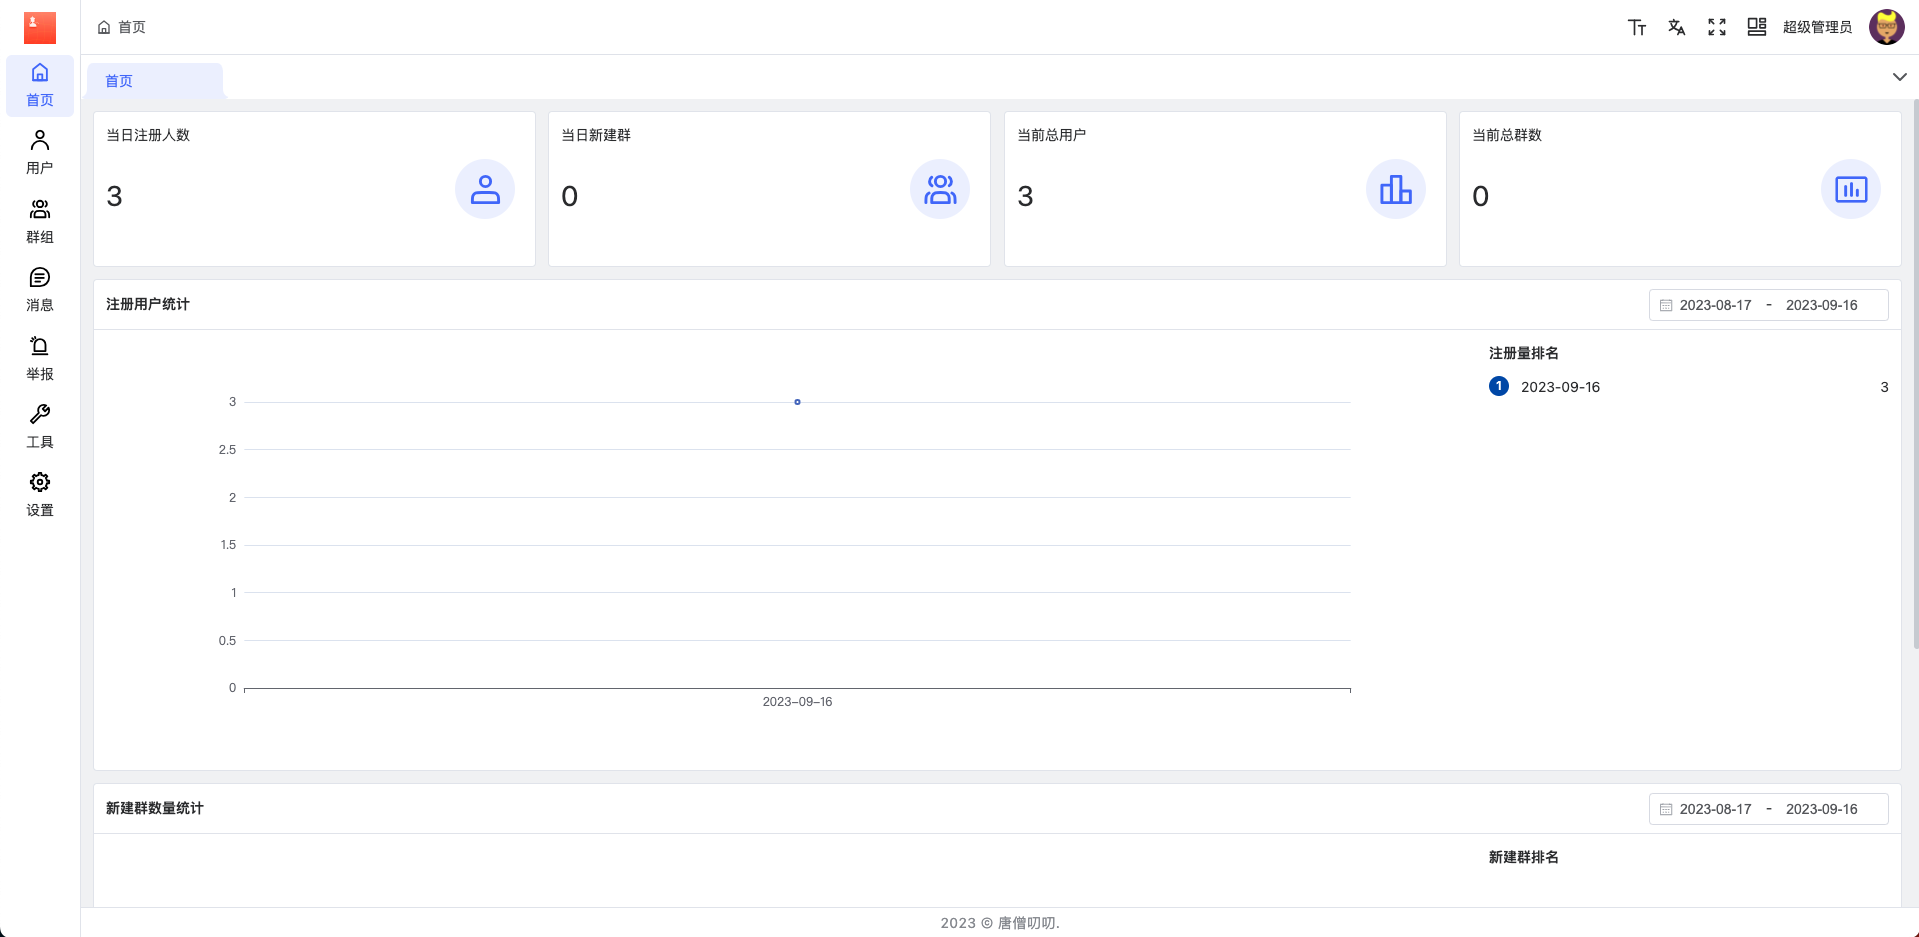 首页
超级管理员
首页
首页
用户
群组
消息
举报
工具
设置
当日注册人数
3
当日新建群
0
当前总用户
3
当前总群数
0
注册用户统计
2023-08-17 - 2023-09-16
注册量排名
1 2023-09-16 3
3
2.5
2
1.5
1
0.5
0
2023-09-16
新建群数量统计
2023-08-17 - 2023-09-16
新建群排名
2023 © 唐僧叨叨.